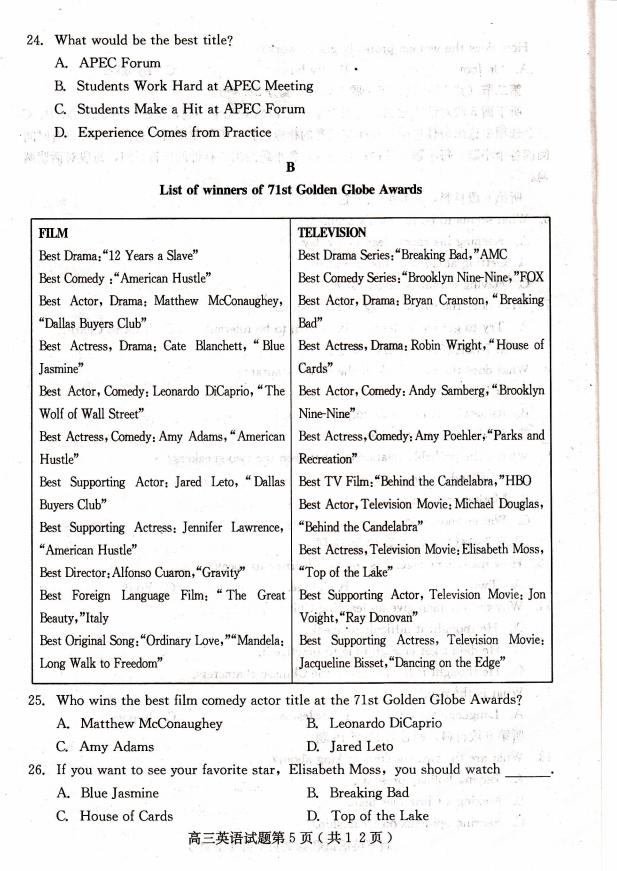 24. What would be the best title?
A. APEC Forum
B. Students Work Hard at APEC Meeting
C. Students Make a Hit at APEC Forum
D. Experience Comes from Practice
B
List of winners of 71st Golden Globe Awards
FILM
Best Drama:“12 Years a Slave”
Best Comedy :“American Hustle”
Best Actor, Drama: Matthew McConaughey,
“Dallas Buyers Club”
Best Actress, Drama: Cate Blanchett, “Blue
Jasmine”
Best Actor, Comedy: Leonardo DiCaprio, “The
Wolf of Wall Street”
Best Actress, Comedy: Amy Adams, “American
Hustle”
Best Supporting Actor: Jared Leto, “Dallas
Buyers Club”
Best Supporting Actress: Jennifer Lawrence,
“American Hustle”
Best Director: Alfonso Cuaron,“Gravity”
Best Foreign Language Film: “The Great
Beauty,”Italy
Best Original Song:“Ordinary Love,”“Mandela:
Long Walk to Freedom”
TELEVISION
Best Drama Series:“Breaking Bad,”AMC
Best Comedy Series:“Brooklyn Nine-Nine,”FOX
Best Actor, Drama: Bryan Cranston, “Breaking
Bad”
Best Actress, Drama: Robin Wright, “House of
Cards”
Best Actor, Comedy: Andy Samberg, “Brooklyn
Nine-Nine”
Best Actress, Comedy: Amy Poehler, “Parks and
Recreation”
Best TV Film:“Behind the Candelabra,”HBO
Best Actor, Television Movie: Michael Douglas,
“Behind the Candelabra”
Best Actress, Television Movie: Elisabeth Moss,
“Top of the Lake”
Best Supporting Actor, Television Movie: Jon
Voight,“Ray Donovan”
Best Supporting Actress, Television Movie:
Jacqueline Bisset, “Dancing on the Edge”
25. Who wins the best film comedy actor title at the 71st Golden Globe Awards?
A. Matthew McConaughey B. Leonardo DiCaprio
C. Amy Adams D. Jared Leto
26. If you want to see your favorite star, Elisabeth Moss, you should watch ______.
A. Blue Jasmine B. Breaking Bad
C. House of Cards D. Top of the Lake
高三英语试题第 5 页(共 1 2 页)